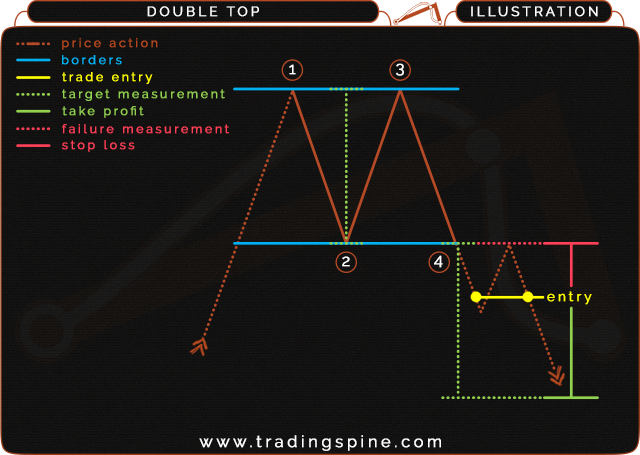 DOUBLE TOP
ILLUSTRATION
price action
borders
trade entry
target measurement
take profit
failure measurement
stop loss
1
3
2
4
entry
www.tradingspine.com